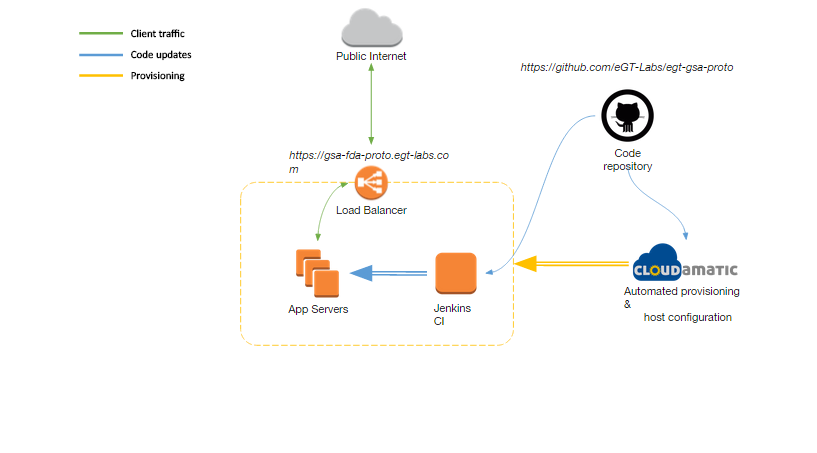 Client traffic
Code updates
Provisioning
Public Internet
https://github.com/eGT-Labs/egt-gsa-proto
Code
repository
https://gsa-fda-proto.egt-labs.co
m
Load Balancer
App Servers
Jenkins
CI
CLOUDAMATIC
Automated provisioning
&
host configuration